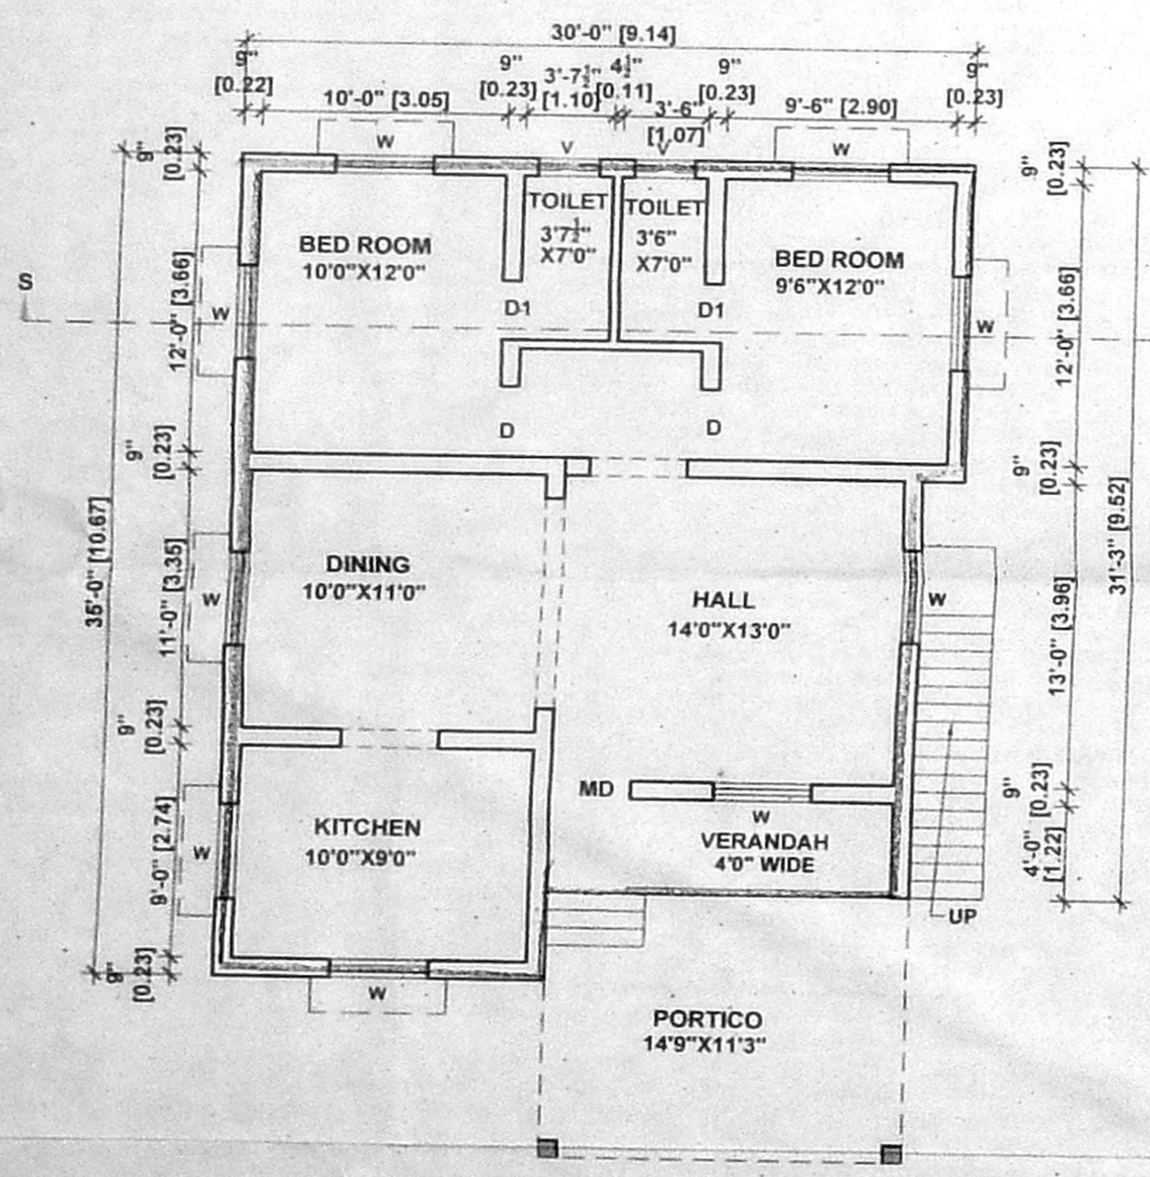 30'-0" [9.14]
9"
[0.22]
10'-0" [3.05]
9"
[0.23]
3'-7½"
[1.10]
4½"
[0.11]
3'-6"
[1.07]
9"
[0.23]
9'-6" [2.90]
9"
[0.23]
W
V
V
W
9"
[0.23]
9"
[0.23]
TOILET
3'7½"
X7'0"
TOILET
3'6"
X7'0"
BED ROOM
10'0"X12'0"
BED ROOM
9'6"X12'0"
S
W
W
12'-0" [3.66]
12'-0" [3.66]
D1
D1
D
D
9"
[0.23]
9"
[0.23]
35'-0" [10.67]
31'-3" [9.52]
DINING
10'0"X11'0"
HALL
14'0"X13'0"
W
W
11'-0" [3.35]
13'-0" [3.96]
9"
[0.23]
9"
[0.23]
MD
W
KITCHEN
10'0"X9'0"
VERANDAH
4'0" WIDE
W
9'-0" [2.74]
4'-0"
[1.22]
UP
9"
[0.23]
W
PORTICO
14'9"X11'3"